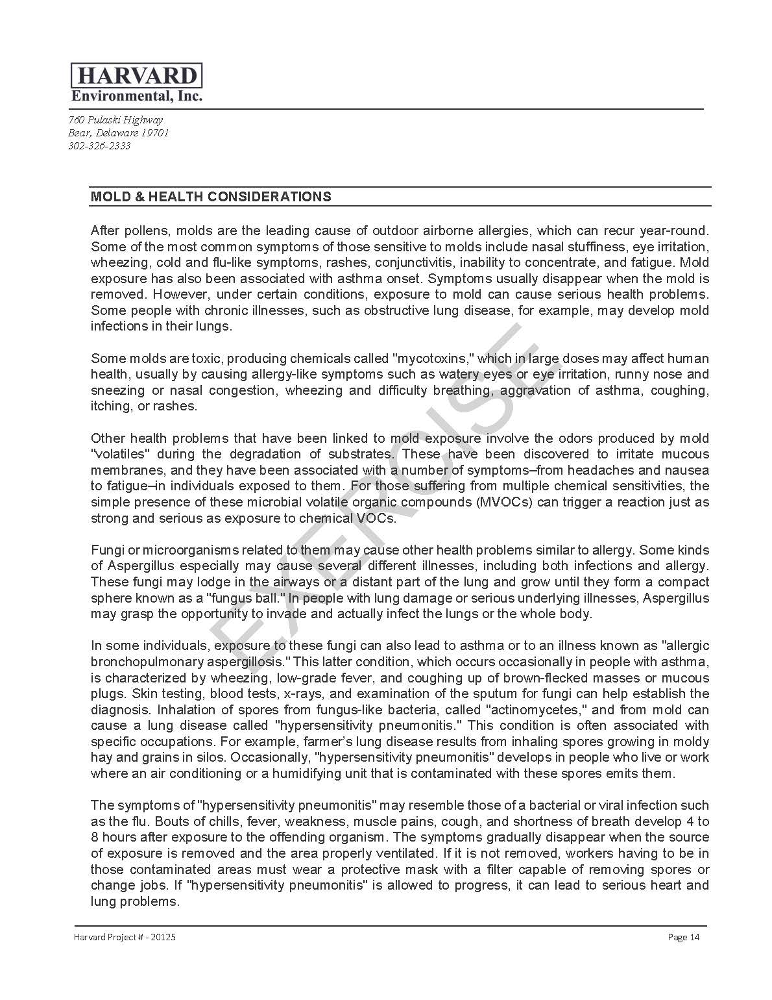 HARVARD
Environmental, Inc.
760 Pulaski Highway
Bear, Delaware 19701
302-326-2333
MOLD & HEALTH CONSIDERATIONS
After pollens, molds are the leading cause of outdoor airborne allergies, which can recur year-round.
Some of the most common symptoms of those sensitive to molds include nasal stuffiness, eye irritation,
wheezing, cold and flu-like symptoms, rashes, conjunctivitis, inability to concentrate, and fatigue. Mold
exposure has also been associated with asthma onset. Symptoms usually disappear when the mold is
removed. However, under certain conditions, exposure to mold can cause serious health problems.
Some people with chronic illnesses, such as obstructive lung disease, for example, may develop mold
infections in their lungs.
Some molds are toxic, producing chemicals called "mycotoxins," which in large doses may affect human
health, usually by causing allergy-like symptoms such as watery eyes or eye irritation, runny nose and
sneezing or nasal congestion, wheezing and difficulty breathing, aggravation of asthma, coughing,
itching, or rashes.
Other health problems that have been linked to mold exposure involve the odors produced by mold
"volatiles" during the degradation of substrates. These have been discovered to irritate mucous
membranes, and they have been associated with a number of symptoms–from headaches and nausea
to fatigue–in individuals exposed to them. For those suffering from multiple chemical sensitivities, the
simple presence of these microbial volatile organic compounds (MVOCs) can trigger a reaction just as
strong and serious as exposure to chemical VOCs.
Fungi or microorganisms related to them may cause other health problems similar to allergy. Some kinds
of Aspergillus especially may cause several different illnesses, including both infections and allergy.
These fungi may lodge in the airways or a distant part of the lung and grow until they form a compact
sphere known as a "fungus ball." In people with lung damage or serious underlying illnesses, Aspergillus
may grasp the opportunity to invade and actually infect the lungs or the whole body.
In some individuals, exposure to these fungi can also lead to asthma or to an illness known as "allergic
bronchopulmonary aspergillosis." This latter condition, which occurs occasionally in people with asthma,
is characterized by wheezing, low-grade fever, and coughing up of brown-flecked masses or mucous
plugs. Skin testing, blood tests, x-rays, and examination of the sputum for fungi can help establish the
diagnosis. Inhalation of spores from fungus-like bacteria, called "actinomycetes," and from mold can
cause a lung disease called "hypersensitivity pneumonitis." This condition is often associated with
specific occupations. For example, farmer’s lung disease results from inhaling spores growing in moldy
hay and grains in silos. Occasionally, "hypersensitivity pneumonitis" develops in people who live or work
where an air conditioning or a humidifying unit that is contaminated with these spores emits them.
The symptoms of "hypersensitivity pneumonitis" may resemble those of a bacterial or viral infection such
as the flu. Bouts of chills, fever, weakness, muscle pains, cough, and shortness of breath develop 4 to
8 hours after exposure to the offending organism. The symptoms gradually disappear when the source
of exposure is removed and the area properly ventilated. If it is not removed, workers having to be in
those contaminated areas must wear a protective mask with a filter capable of removing spores or
change jobs. If "hypersensitivity pneumonitis" is allowed to progress, it can lead to serious heart and
lung problems.
EXERCISE
Harvard Project # - 20125 Page 14